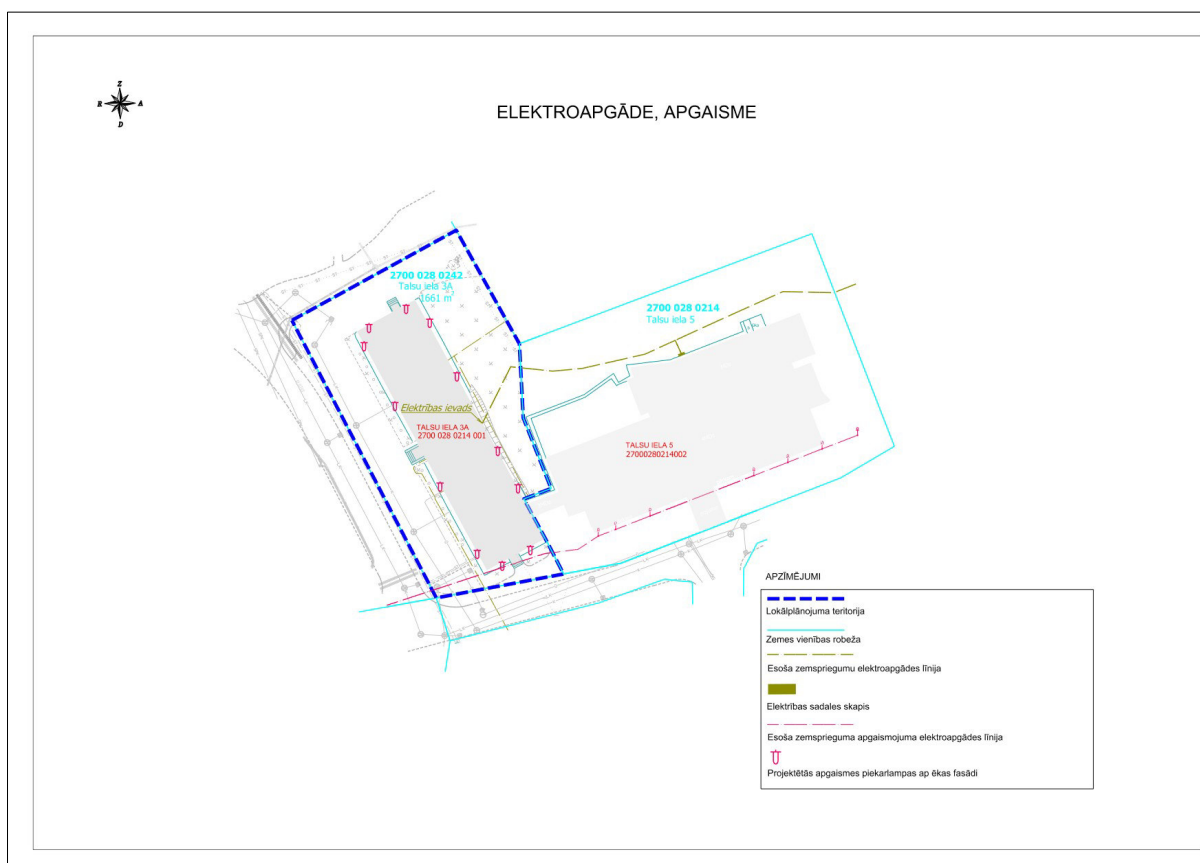 Z
R A
D
ELEKTROAPGĀDE, APGAISME
2700 028 0242
Talsu ielā 3A
1661 m²
2700 028 0214
Talsu iela 5
Elektrības ievads
TALSU IELA 3A
2700 028 0214 001
TALSU IELA 5
27000280214002
APZĪMĒJUMI
Lokālplānojuma teritorija
Zemes vienības robeža
Esoša zemspriegumu elektroapgādes līnija
Elektrības sadales skapis
Esoša zemsprieguma apgaismojuma elektroapgādes līnija
Projektētās apgaismes piekarlampas ap ēkas fasādi